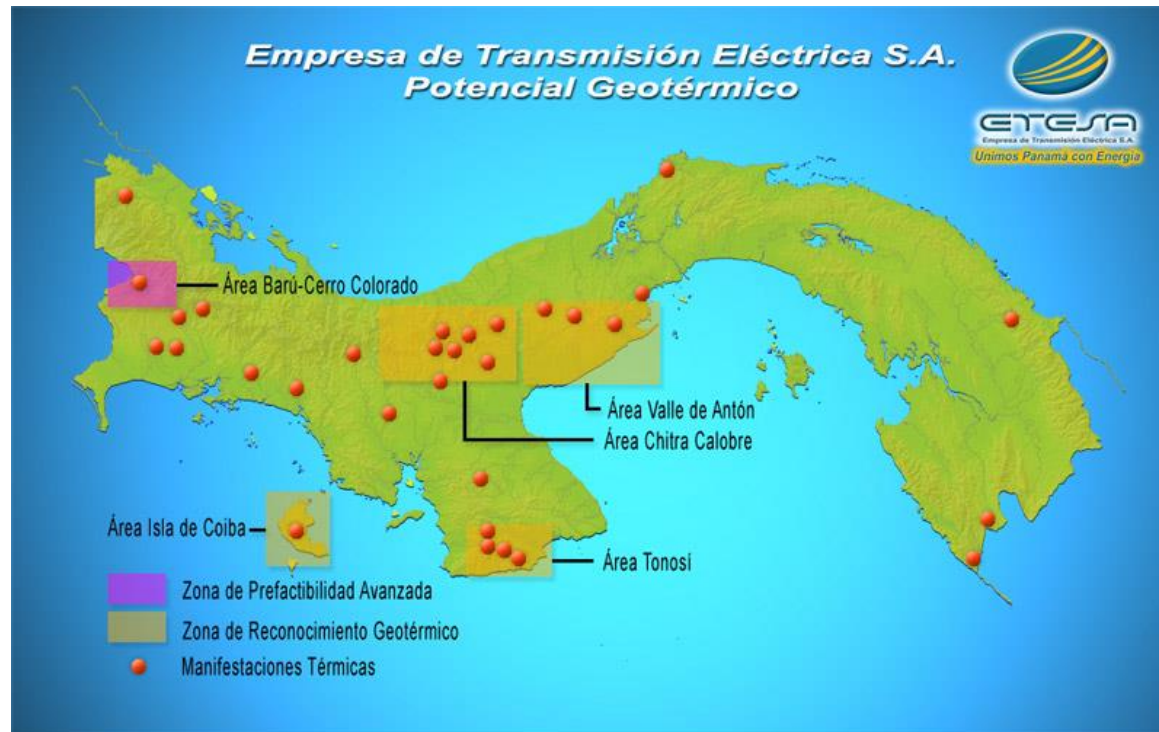 Empresa de Transmisión Eléctrica S.A.
Potencial Geotérmico
ETESA
Empresa de Transmisión Eléctrica S.A.
Unimos Panamá con Energía
Área Barú-Cerro Colorado
Área Valle de Antón
Área Chitra Calobre
Área Isla de Coiba
Área Tonosí
Zona de Prefactibilidad Avanzada
Zona de Reconocimiento Geotérmico
Manifestaciones Térmicas